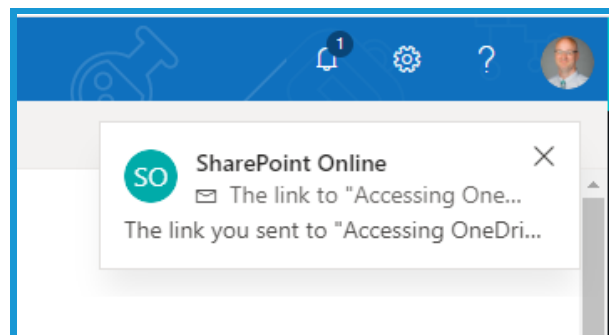 1
?
SO
SharePoint Online
The link to "Accessing One...
The link you sent to "Accessing OneDri...